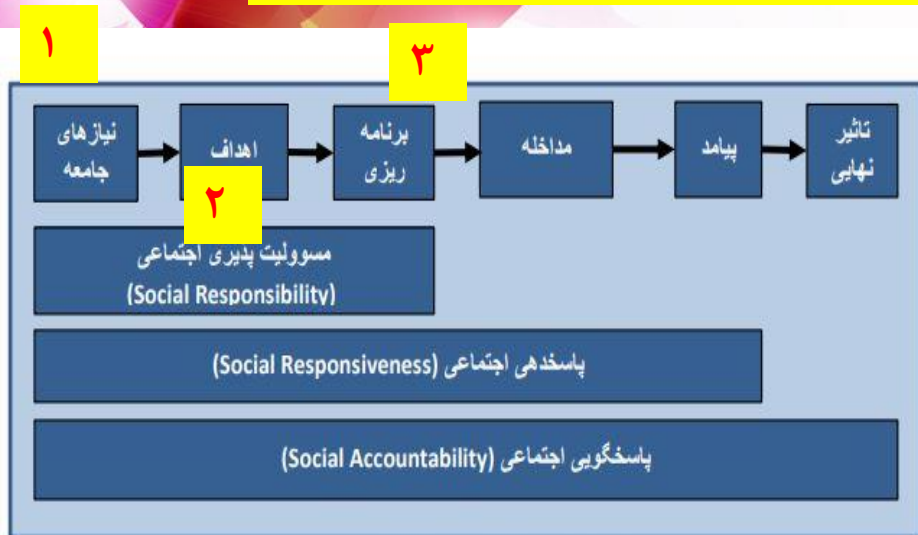 ۱
۳
نیازهای
جامعه
اهداف
برنامه
ریزی
مداخله
پیامد
تاثیر
نهایی
۲
مسوولیت پذیری اجتماعی
(Social Responsibility)
پاسخدهی اجتماعی (Social Responsiveness)
پاسخگویی اجتماعی (Social Accountability)